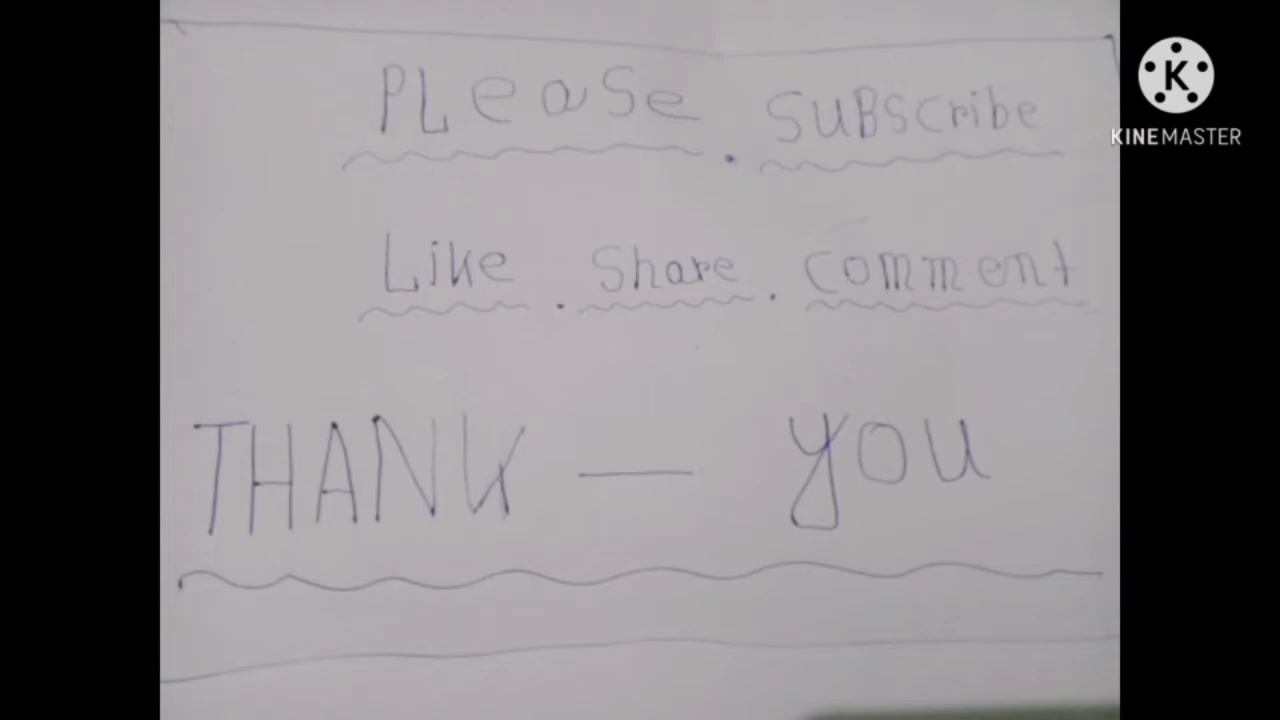 PLeaSe . SUBScribe
Like . Share . comment
THANK — you
KINEMASTER